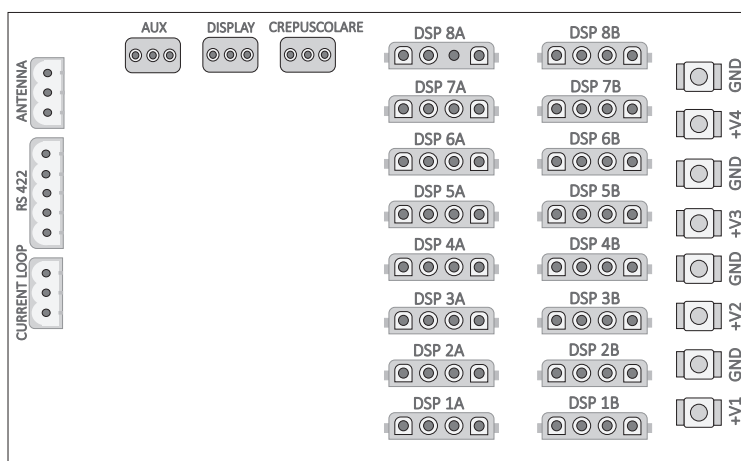 AUX DISPLAY CREPUSCOLARE
ANTENNA
RS 422
CURRENT LOOP
DSP 8A DSP 8B
DSP 7A DSP 7B
DSP 6A DSP 6B
DSP 5A DSP 5B
DSP 4A DSP 4B
DSP 3A DSP 3B
DSP 2A DSP 2B
DSP 1A DSP 1B
GND
+V4
GND
+V3
GND
+V2
GND
+V1